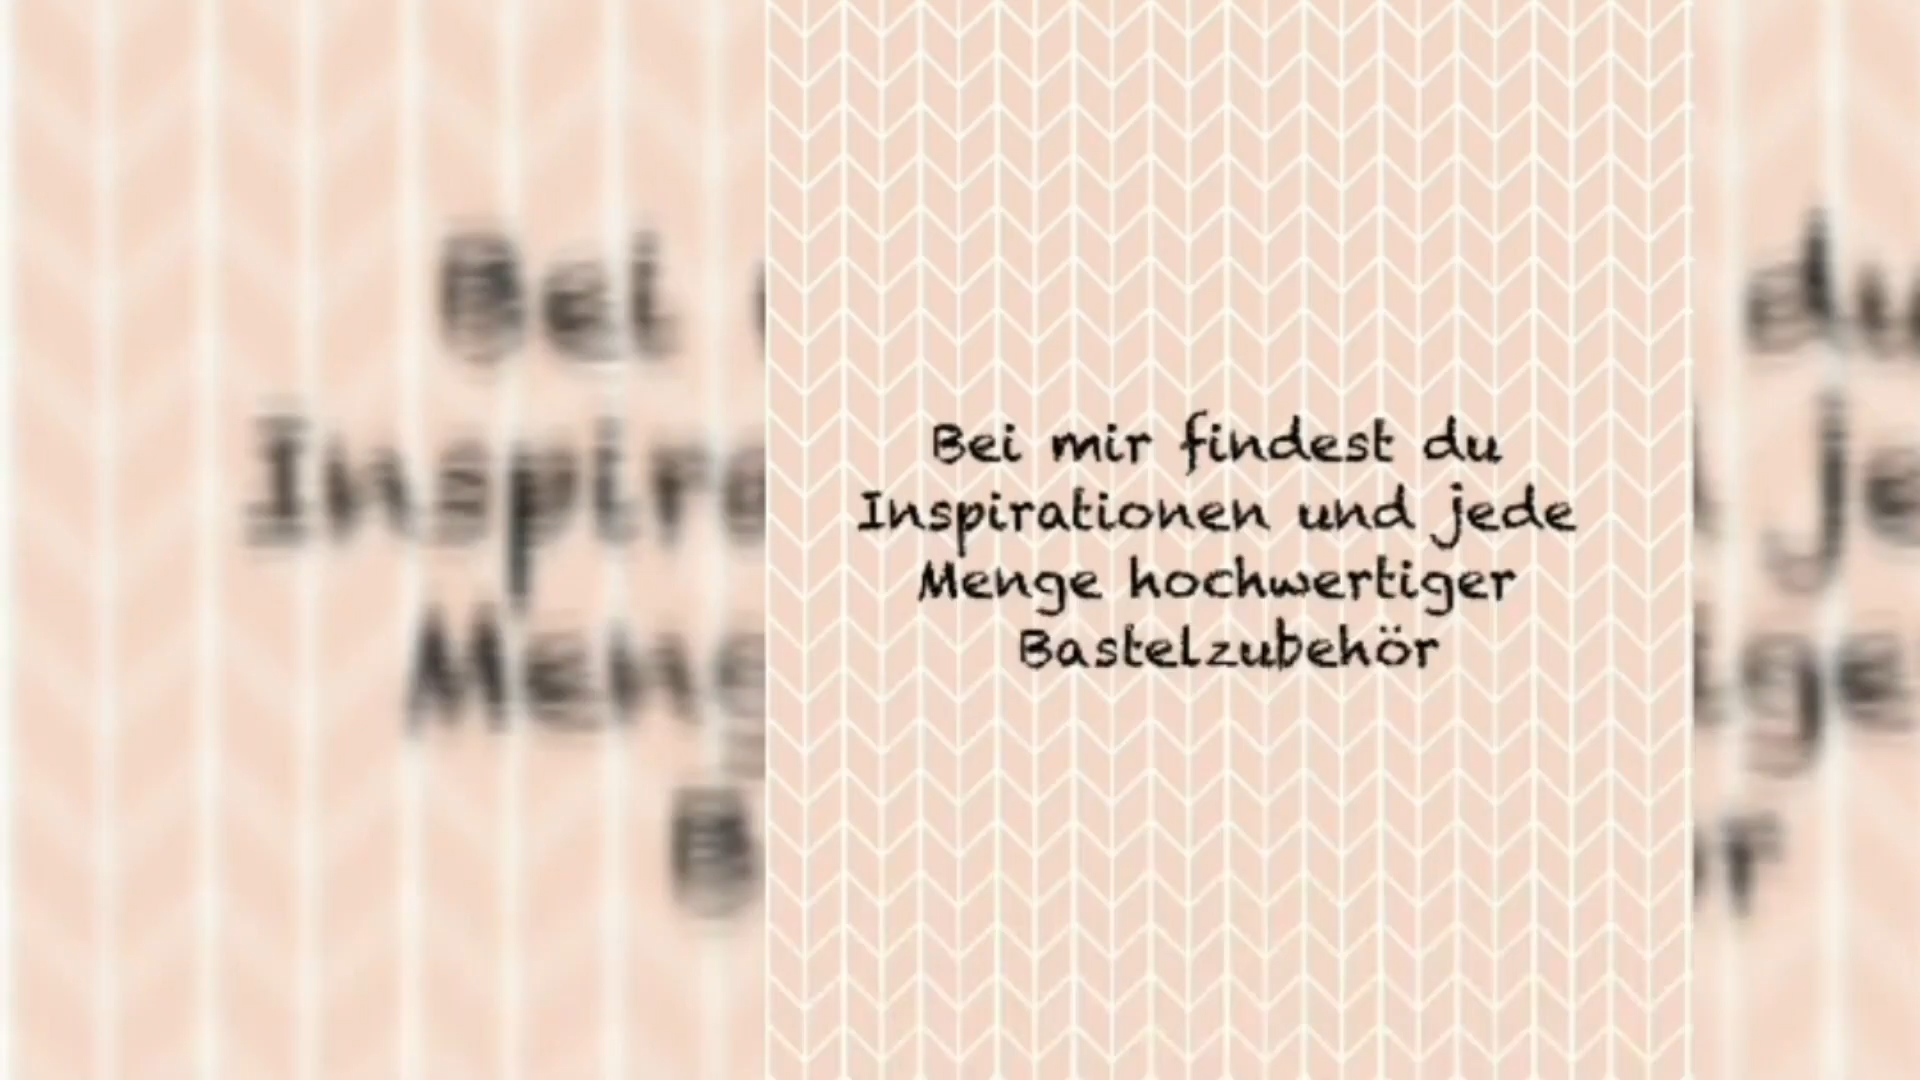 Bei mir findest du
Inspirationen und jede
Menge hochwertiger
Bastelzubehör